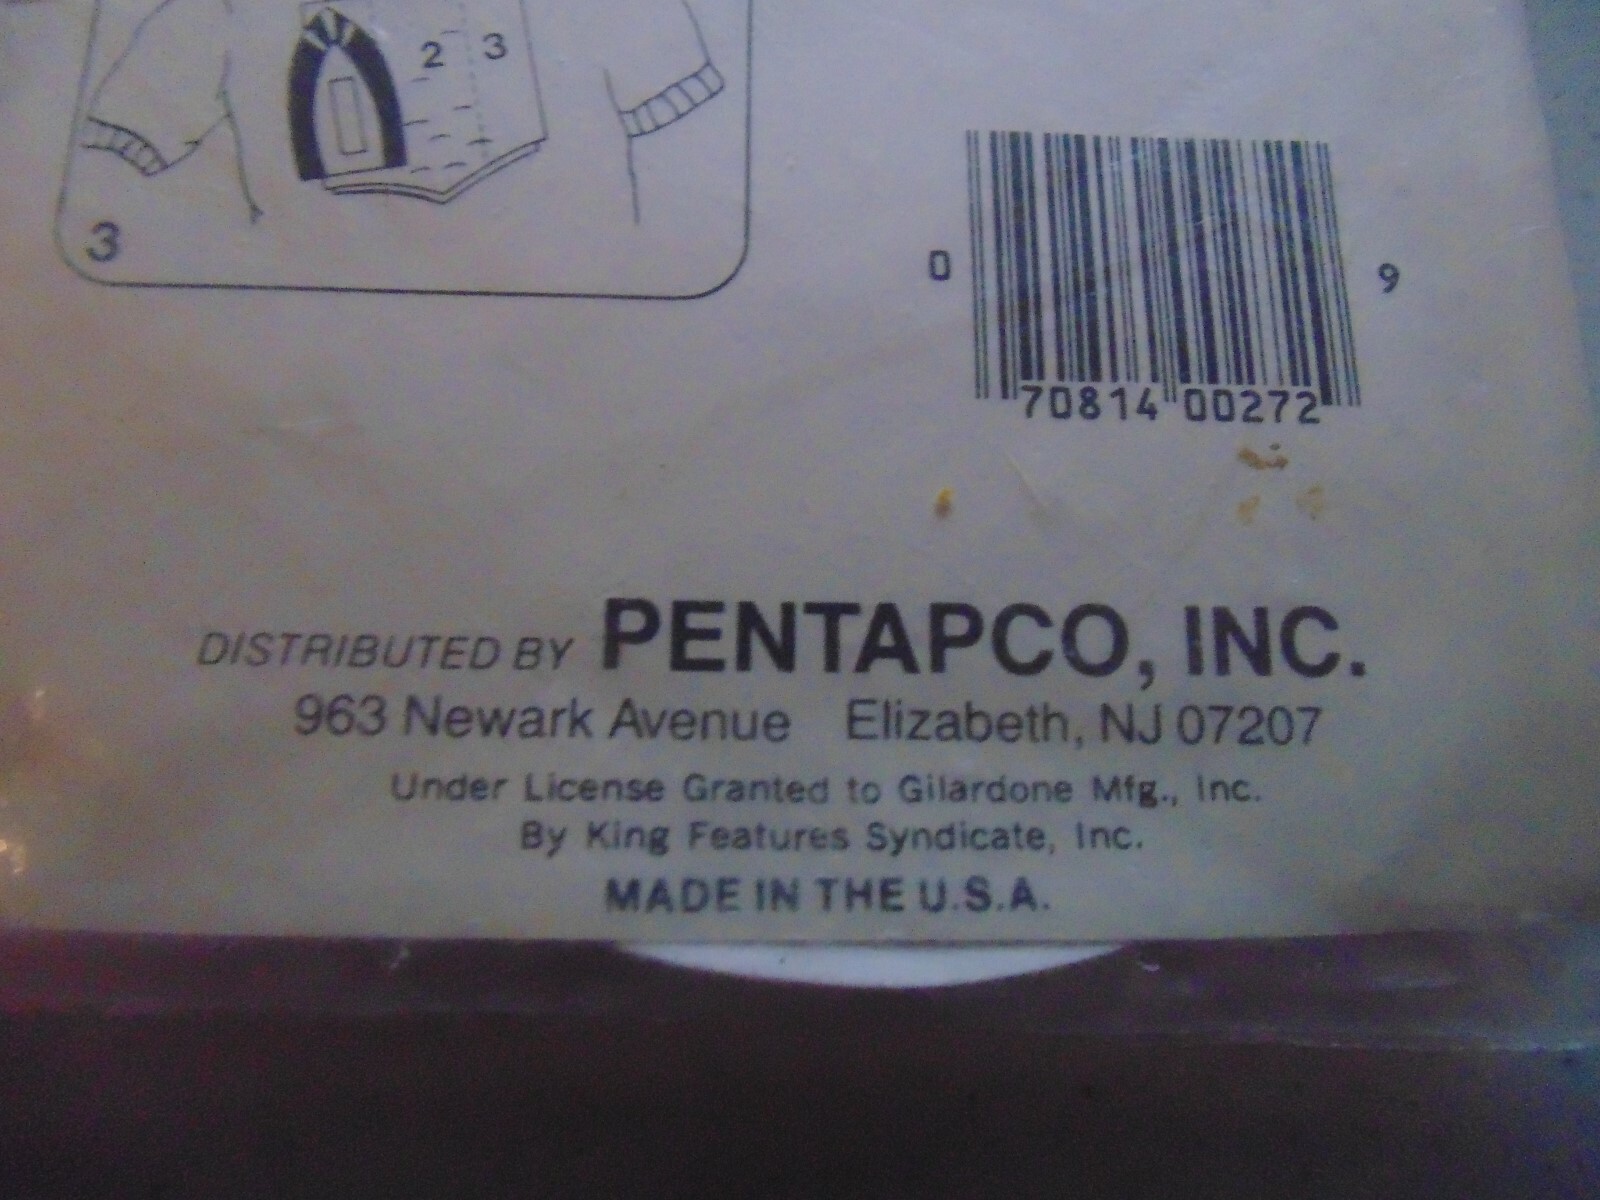 2 3
3
0 70814 00272 9
DISTRIBUTED BY PENTAPCO, INC.
963 Newark Avenue Elizabeth, NJ 07207
Under License Granted to Gilardone Mfg., Inc.
By King Features Syndicate, Inc.
MADE IN THE U.S.A.